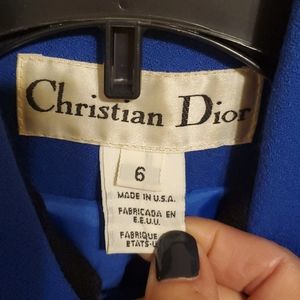 Christian Dior
6
MADE IN U.S.A.
FABRICADA EN
E.E.U.U.
FABRIQUE
ETATS-U